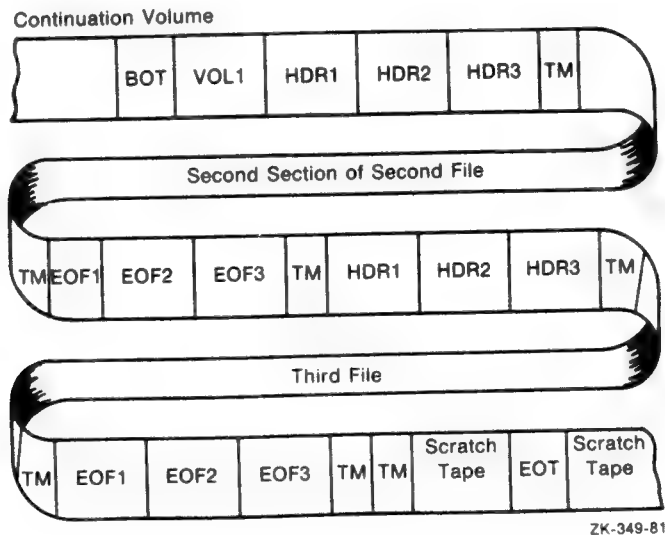 Continuation Volume
BOT VOL1 HDR1 HDR2 HDR3 TM
Second Section of Second File
TM EOF1 EOF2 EOF3 TM HDR1 HDR2 HDR3 TM
Third File
TM EOF1 EOF2 EOF3 TM TM Scratch Tape EOT Scratch Tape
ZK-349-81